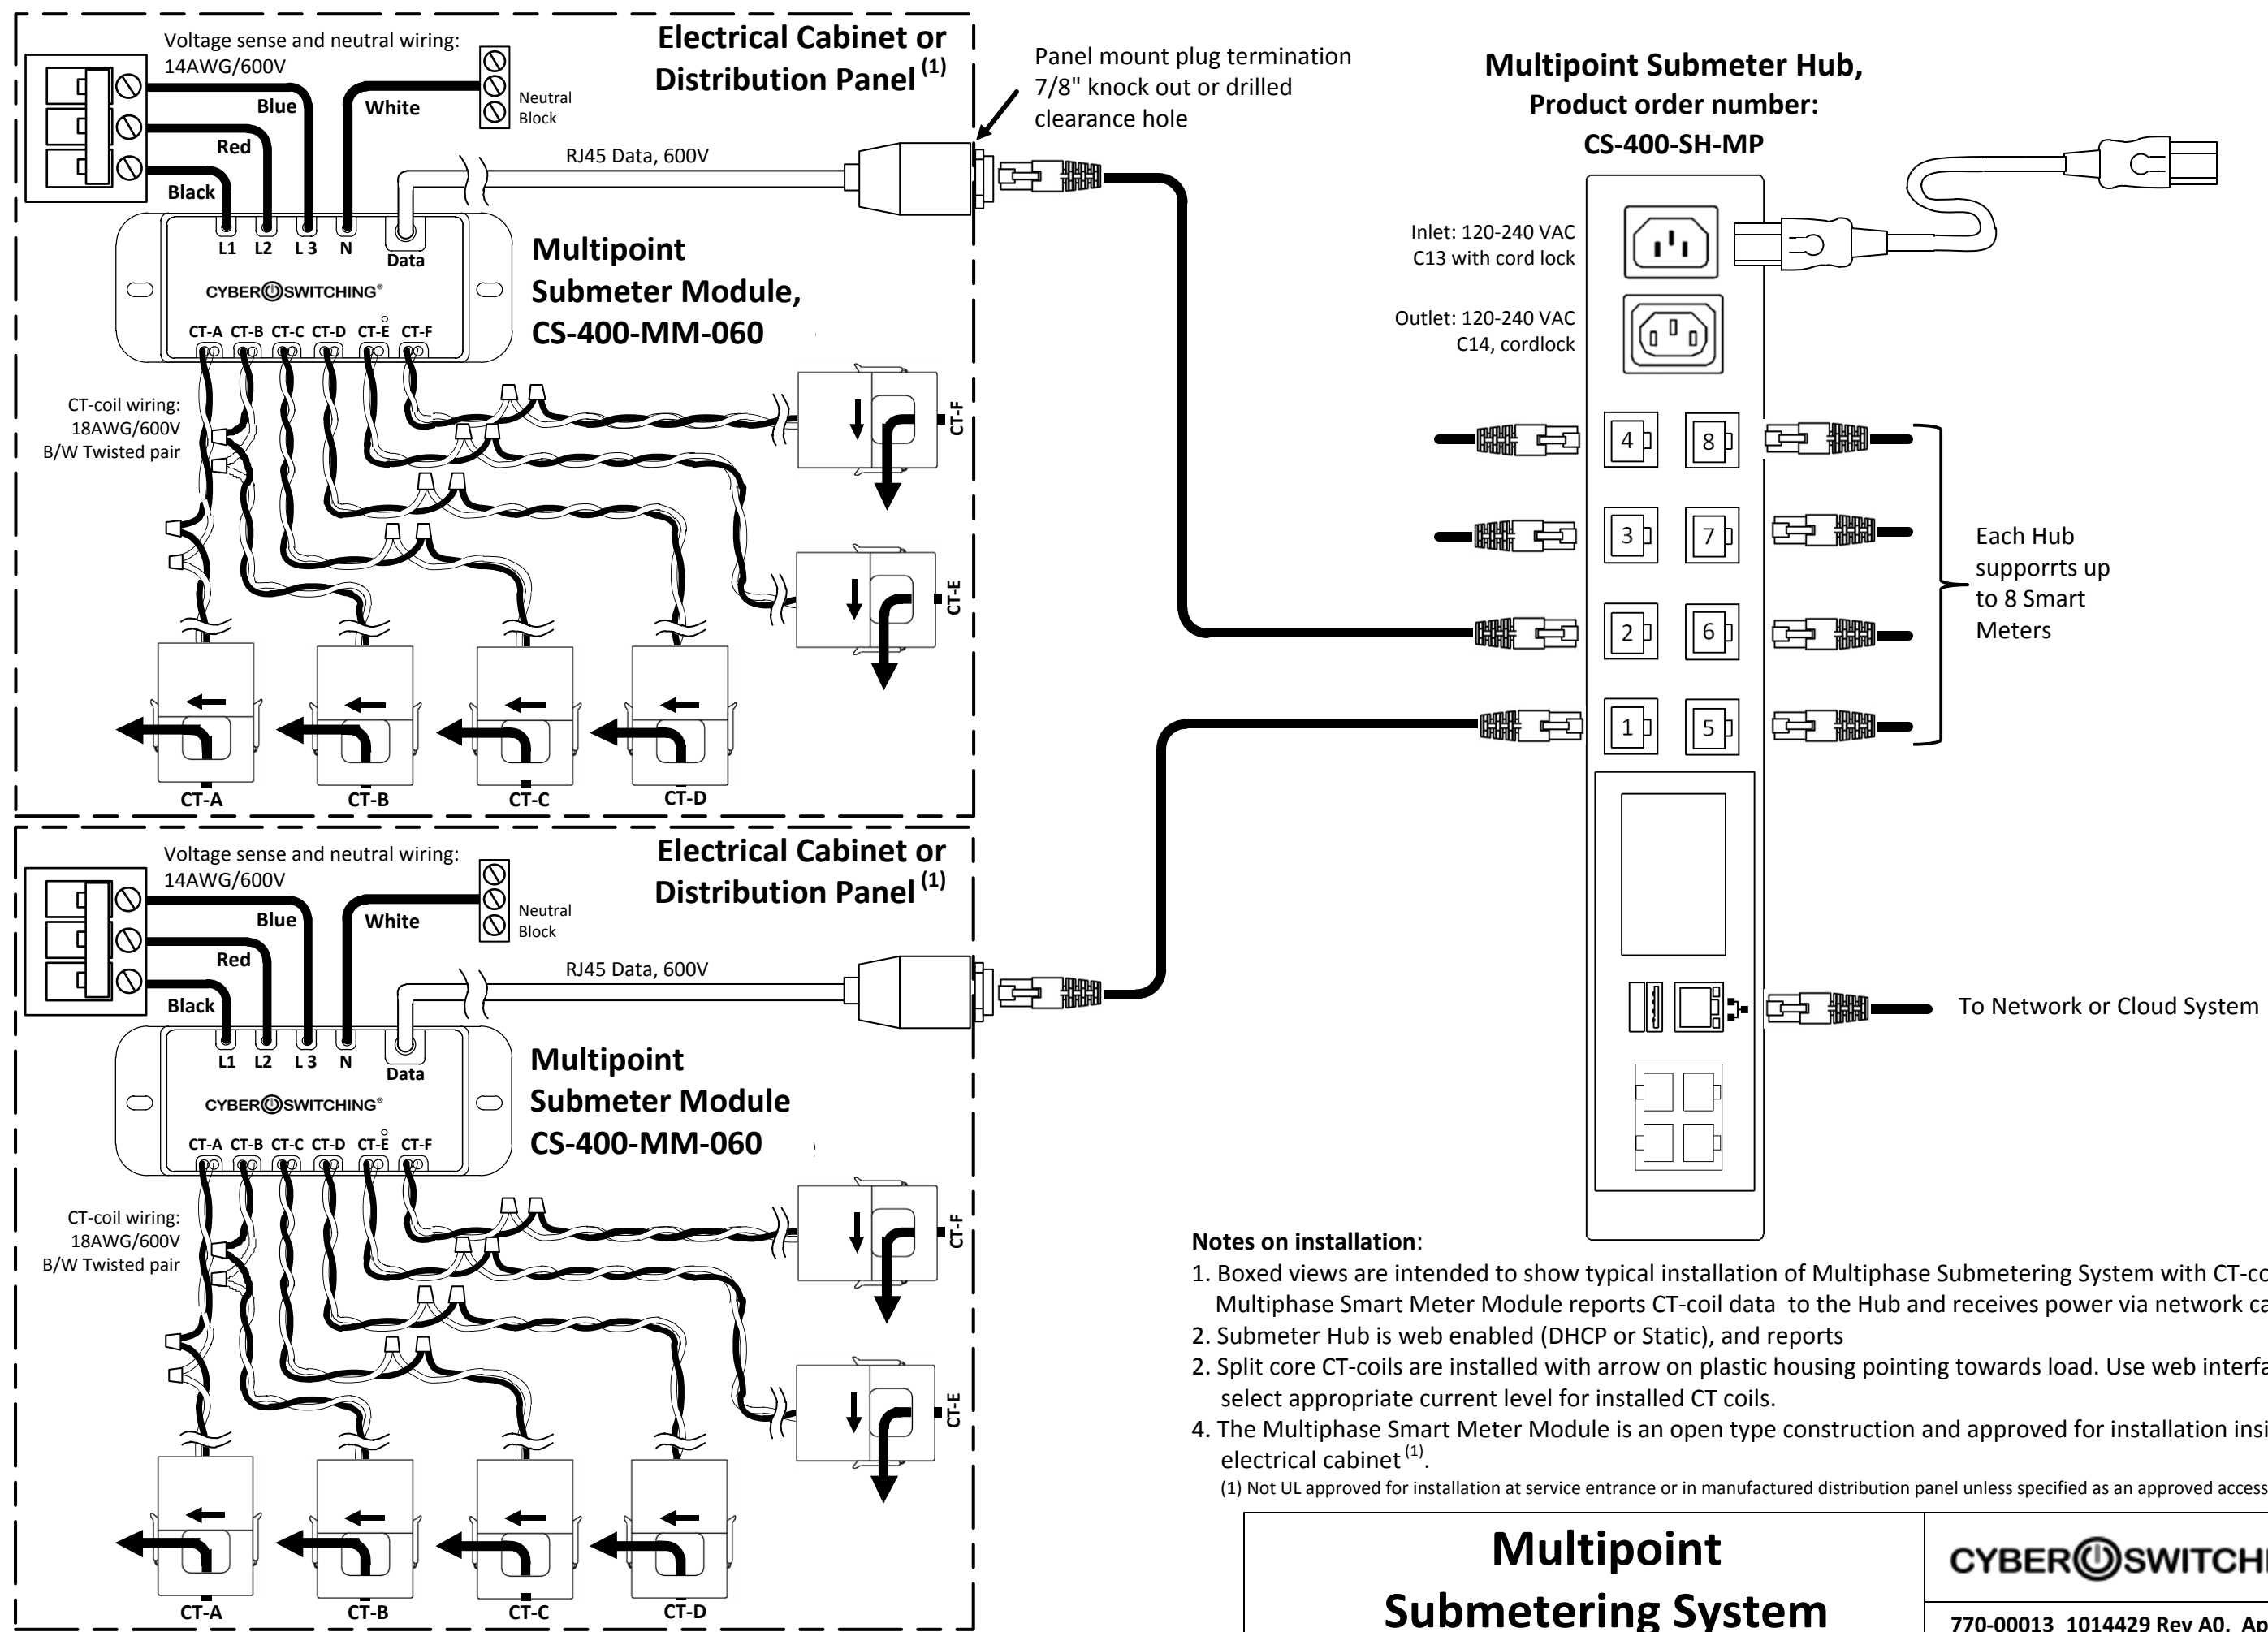 Voltage sense and neutral wiring:
14AWG/600V
Electrical Cabinet or
Distribution Panel (1)
Blue
White
Neutral
Block
Red
Black
RJ45 Data, 600V
L1 L2 L 3 N
Data
CYBER SWITCHING®
CT-A CT-B CT-C CT-D CT-E CT-F
Multipoint
Submeter Module,
CS-400-MM-060
CT-coil wiring:
18AWG/600V
B/W Twisted pair
CT-F
CT-E
CT-A
CT-B
CT-C
CT-D
Panel mount plug termination
7/8" knock out or drilled
clearance hole
Voltage sense and neutral wiring:
14AWG/600V
Electrical Cabinet or
Distribution Panel (1)
Blue
White
Neutral
Block
Red
Black
RJ45 Data, 600V
L1 L2 L 3 N
Data
CYBER SWITCHING®
CT-A CT-B CT-C CT-D CT-E CT-F
Multipoint
Submeter Module
CS-400-MM-060
CT-coil wiring:
18AWG/600V
B/W Twisted pair
CT-F
CT-E
CT-A
CT-B
CT-C
CT-D
Multipoint Submeter Hub,
Product order number:
CS-400-SH-MP
Inlet: 120-240 VAC
C13 with cord lock
Outlet: 120-240 VAC
C14, cordlock
4 8
3 7
2 6
1 5
Each Hub
supporrts up
to 8 Smart
Meters
To Network or Cloud System
Notes on installation:
1. Boxed views are intended to show typical installation of Multiphase Submetering System with
Multiphase Smart Meter Module reports CT-coil data to the Hub and receives power via network
2. Submeter Hub is web enabled (DHCP or Static), and reports
2. Split core CT-coils are installed with arrow on plastic housing pointing towards load. Use web
select appropriate current level for installed CT coils.
4. The Multiphase Smart Meter Module is an open type construction and approved for installation
electrical cabinet (1).
(1) Not UL approved for installation at service entrance or in manufactured distribution panel unless specified as an approved
Multipoint
Submetering System
CYBER
770-00013 1014429 Rev A0,